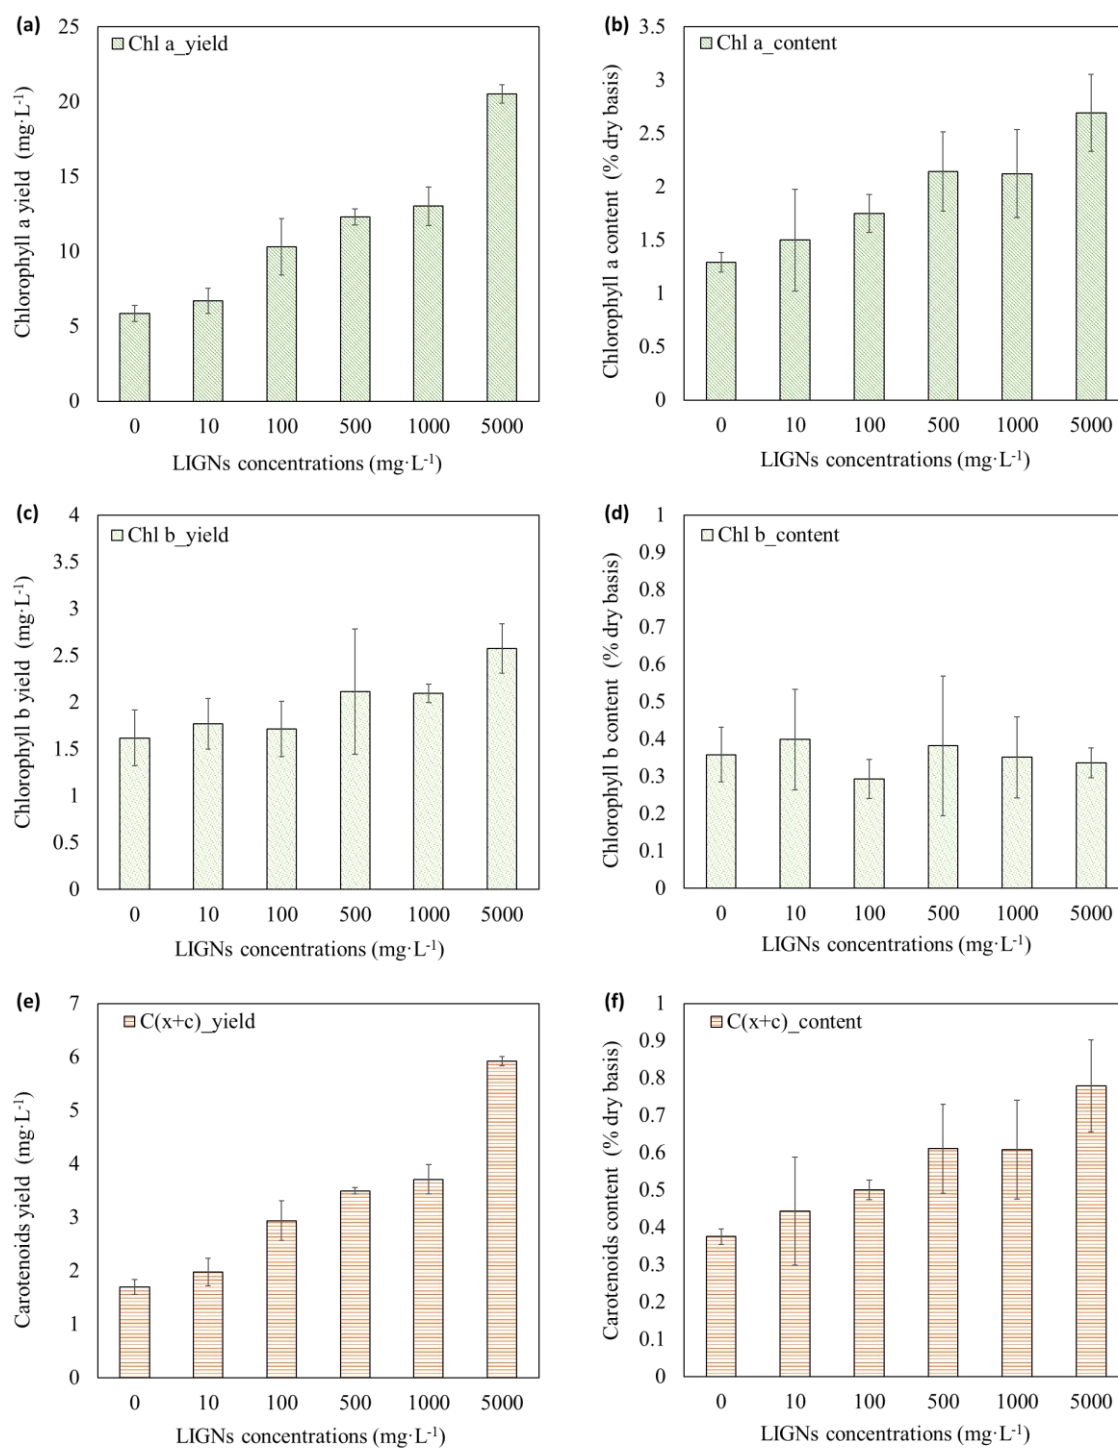 (a)
Chl a_yield
Chlorophyll a yield (mg·L-1)
25
20
15
10
5
0
0 10 100 500 1000 5000
LIGNs concentrations (mg·L-1)
(b)
Chl a_content
Chlorophyll a content (% dry basis)
3.5
3
2.5
2
1.5
1
0.5
0
0 10 100 500 1000 5000
LIGNs concentrations (mg·L-1)
(c)
Chl b_yield
Chlorophyll b yield (mg·L-1)
4
3.5
3
2.5
2
1.5
1
0.5
0
0 10 100 500 1000 5000
LIGNs concentrations (mg·L-1)
(d)
Chl b_content
Chlorophyll b content (% dry basis)
1
0.9
0.8
0.7
0.6
0.5
0.4
0.3
0.2
0.1
0
0 10 100 500 1000 5000
LIGNs concentrations (mg·L-1)
(e)
C(x+c)_yield
Carotenoids yield (mg·L-1)
7
6
5
4
3
2
1
0
0 10 100 500 1000 5000
LIGNs concentrations (mg·L-1)
(f)
C(x+c)_content
Carotenoids content (% dry basis)
1
0.9
0.8
0.7
0.6
0.5
0.4
0.3
0.2
0.1
0
0 10 100 500 1000 5000
LIGNs concentrations (mg·L-1)